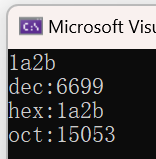 Microsoft Visu
1a2b
dec:6699
hex:1a2b
oct:15053